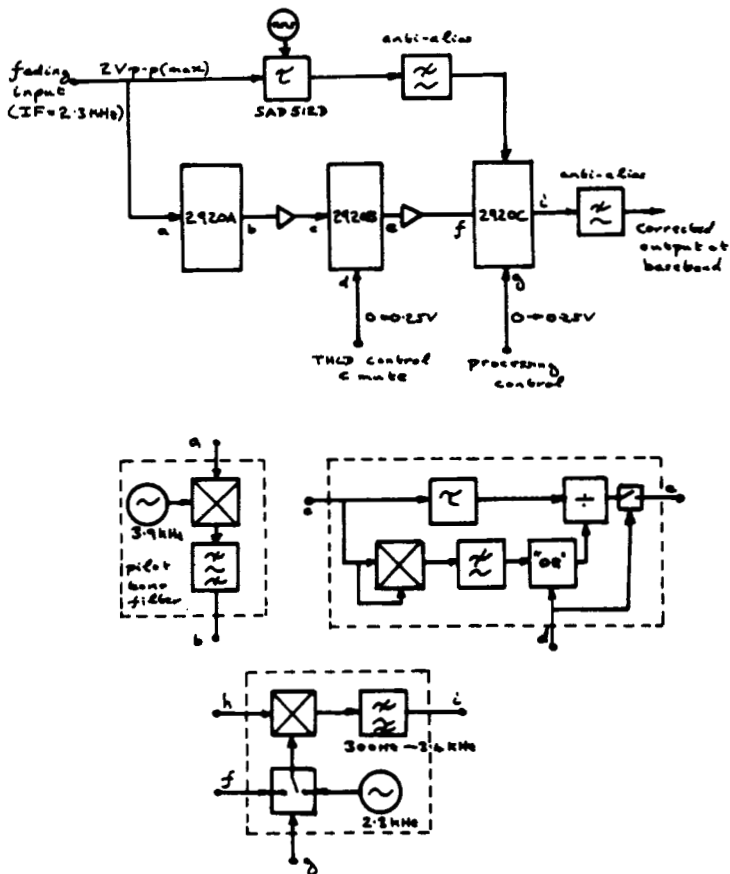 anti-alias
fading
input
(IF=2.3KHz)
2Vp-p(max)
τ
SAD512D
anti-alias
2920A
2920B
2920C
a
b
c
e
f
i
d
g
corrected
output at
baseband
0→0.25V
0→0.25V
THLD control
& mute
processing
control
a
3.9kHz
pilot
tone
filter
b
c
τ
÷
e
"OR"
d
h
i
300Hz-3.4kHz
f
2.8kHz
g